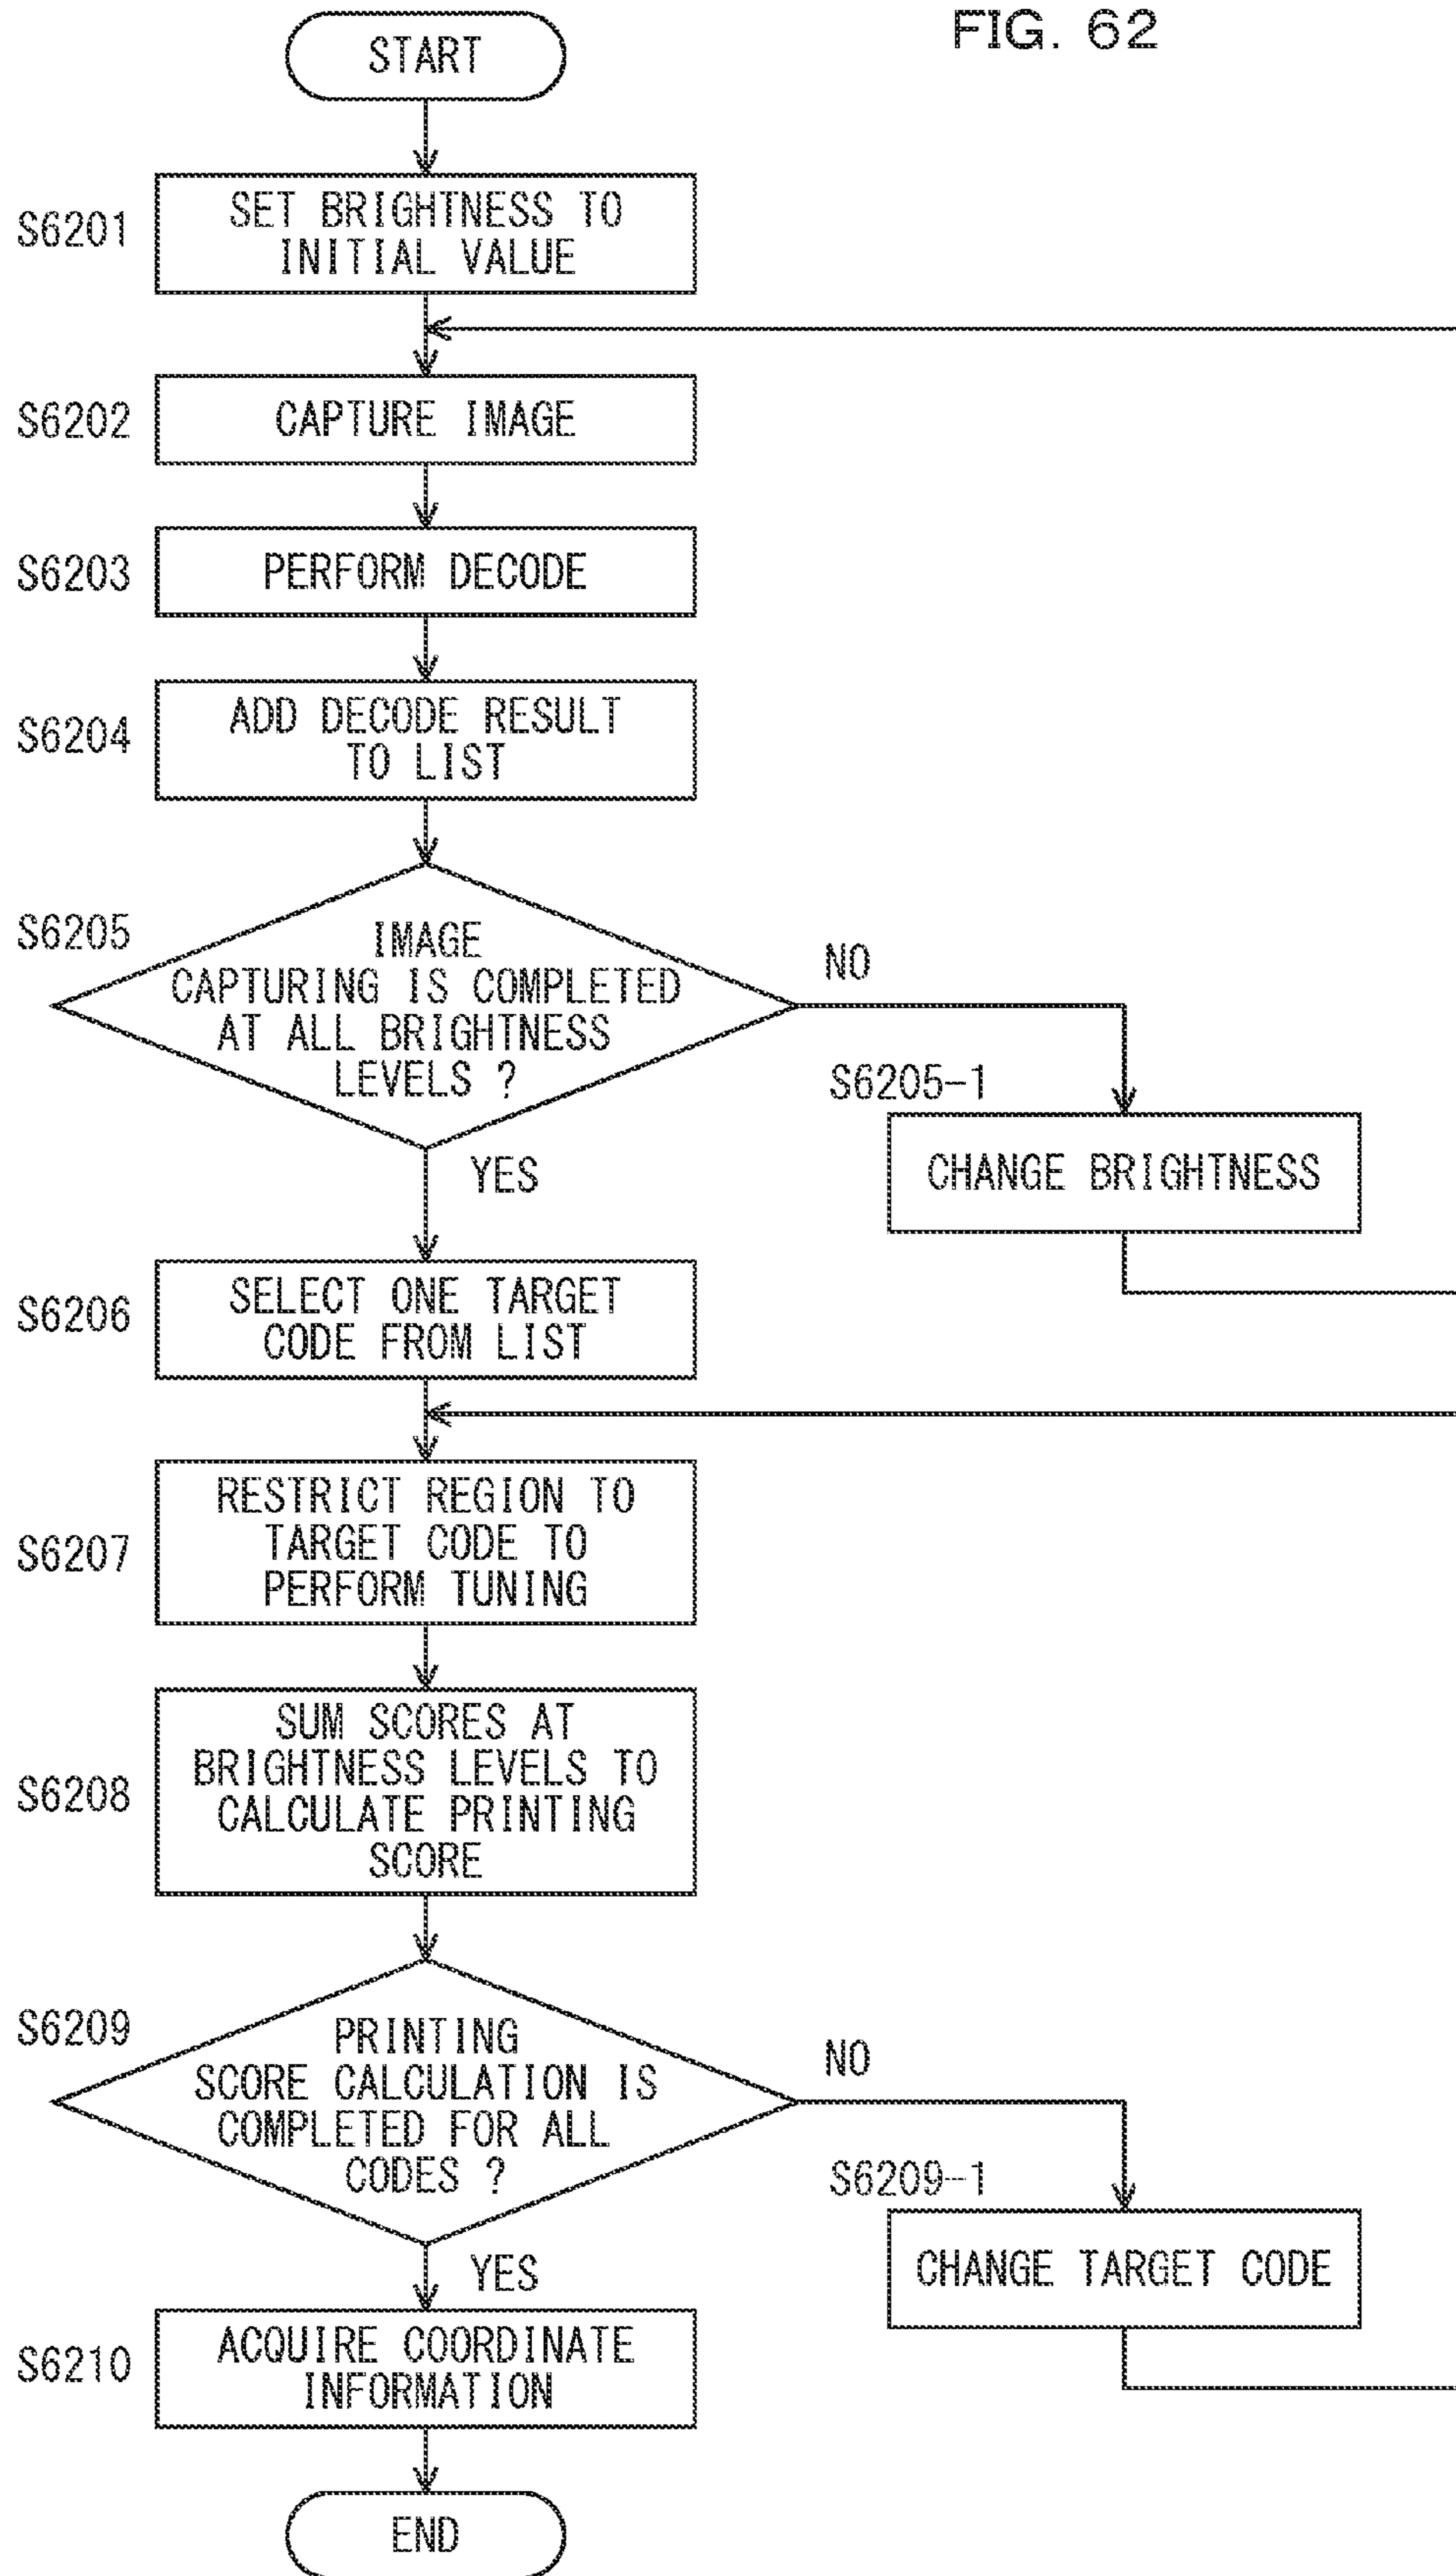 FIG. 62
START
S6201
SET BRIGHTNESS TO
INITIAL VALUE
S6202
CAPTURE IMAGE
S6203
PERFORM DECODE
S6204
ADD DECODE RESULT
TO LIST
S6205
IMAGE
CAPTURING IS COMPLETED
AT ALL BRIGHTNESS
LEVELS ?
NO
S6205-1
CHANGE BRIGHTNESS
YES
S6206
SELECT ONE TARGET
CODE FROM LIST
S6207
RESTRICT REGION TO
TARGET CODE TO
PERFORM TUNING
S6208
SUM SCORES AT
BRIGHTNESS LEVELS TO
CALCULATE PRINTING
SCORE
S6209
PRINTING
SCORE CALCULATION IS
COMPLETED FOR ALL
CODES ?
NO
S6209-1
CHANGE TARGET CODE
YES
S6210
ACQUIRE COORDINATE
INFORMATION
END